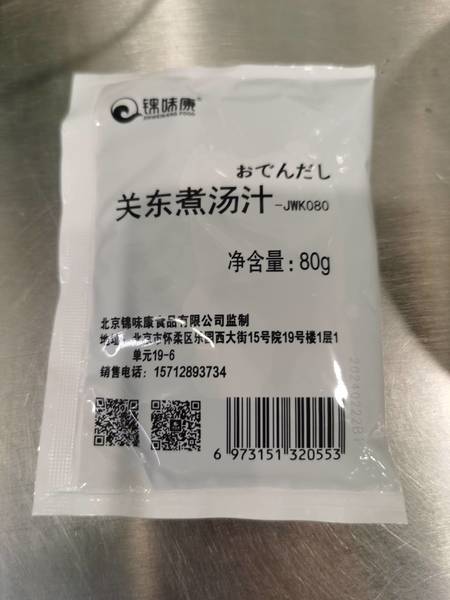 锦味康®
JINWEIKANG FOOD
おでんだし
关东煮汤汁-JWK080
净含量：80g
北京锦味康食品有限公司监制
地址：北京市怀柔区乐园西大街15号院19号楼1层1
单元19-6
销售电话：15712893734
6 973151 320553